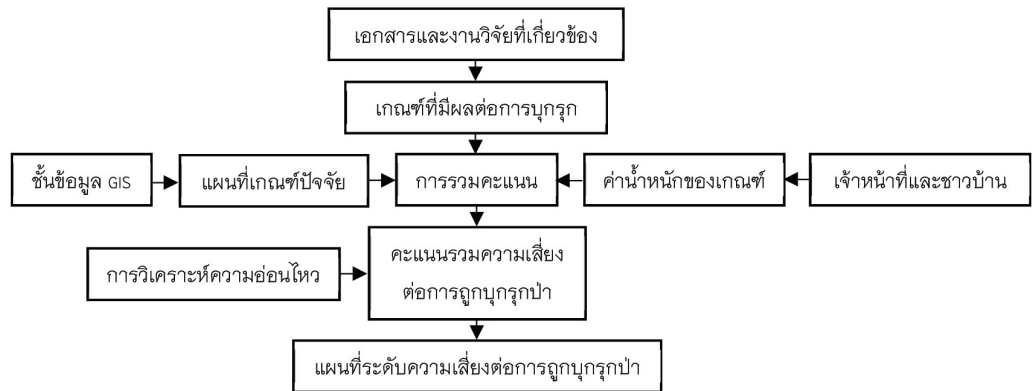 เอกสารและงานวิจัยที่เกี่ยวข้อง
เกณฑ์ที่มีผลต่อการบุกรุก
ชั้นข้อมูล GIS
แผนที่เกณฑ์ปัจจัย
การรวมคะแนน
ค่าน้ำหนักของเกณฑ์
เจ้าหน้าที่และชาวบ้าน
การวิเคราะห์ความอ่อนไหว
คะแนนรวมความเสี่ยง
ต่อการถูกบุกรุกป่า
แผนที่ระดับความเสี่ยงต่อการถูกบุกรุกป่า